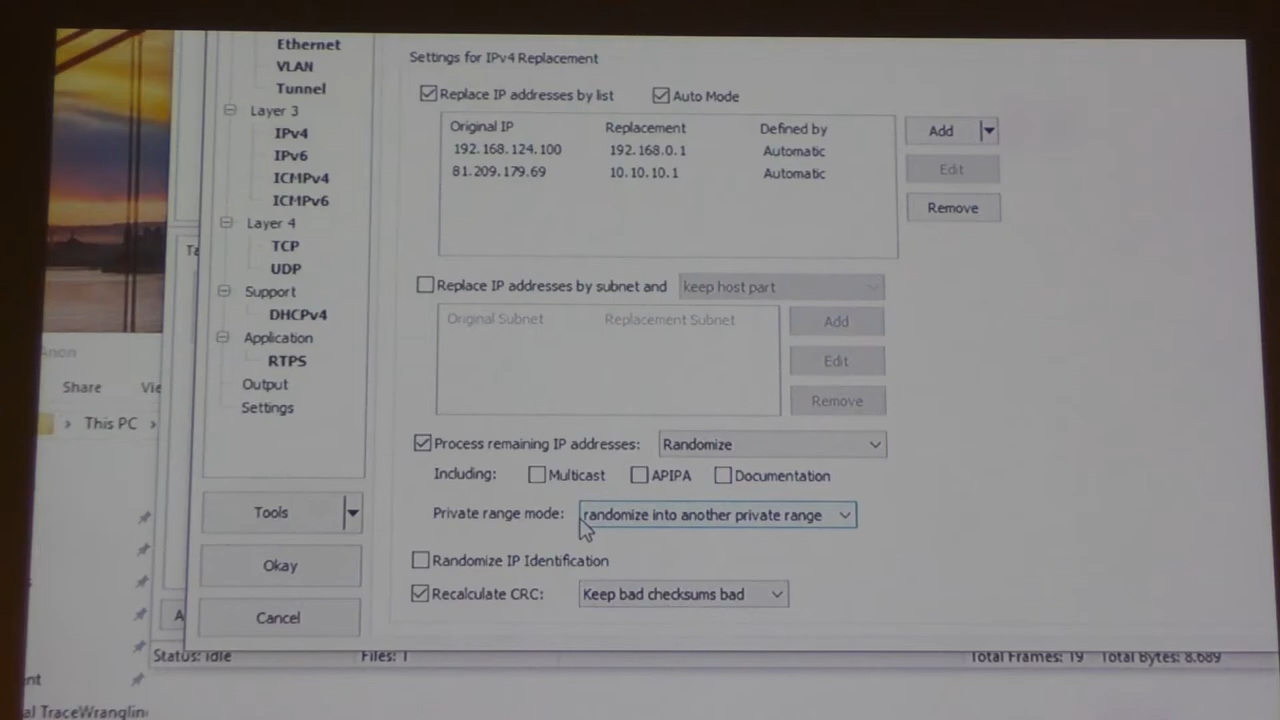 Ethernet
VLAN
Tunnel
Layer 3
IPv4
IPv6
ICMPv4
ICMPv6
Layer 4
TCP
UDP
Support
DHCPv4
Application
RTPS
Output
Settings
Tools
Okay
Cancel
Settings for IPv4 Replacement
Replace IP addresses by list Auto Mode
Original IP Replacement Defined by
192.168.124.100 192.168.0.1 Automatic
81.209.179.69 10.10.10.1 Automatic
Add
Edit
Remove
Replace IP addresses by subnet and keep host part
Original Subnet Replacement Subnet
Add
Edit
Remove
Process remaining IP addresses: Randomize
Including: Multicast APIPA Documentation
Private range mode: randomize into another private range
Randomize IP Identification
Recalculate CRC: Keep bad checksums bad
Share
This PC
Status: Idle Files: 1 Total Frames: 19 Total Bytes: 8.689